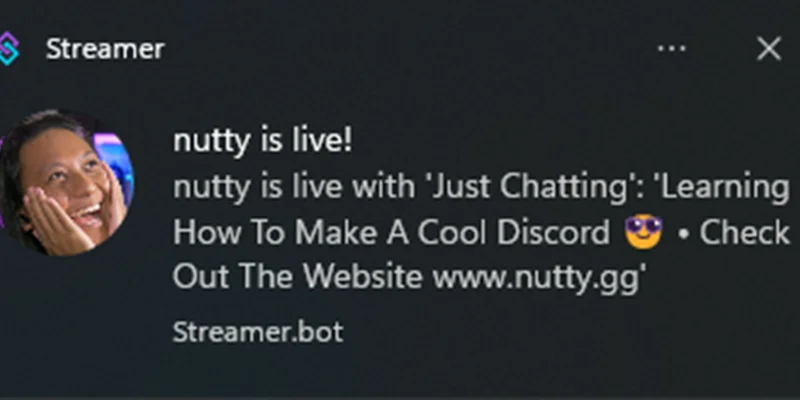 Streamer
nutty is live!
nutty is live with 'Just Chatting': 'Learning
How To Make A Cool Discord 😎 • Check
Out The Website www.nutty.gg'
Streamer.bot